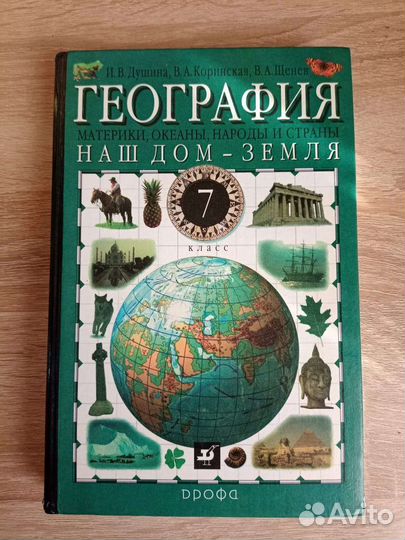 И.В.Душина, В.А.Коринская, В.А.Щенев
ГЕОГРАФИЯ
МАТЕРИКИ, ОКЕАНЫ, НАРОДЫ И СТРАНЫ
НАШ ДОМ – ЗЕМЛЯ
7
класс
дрофа
Avito